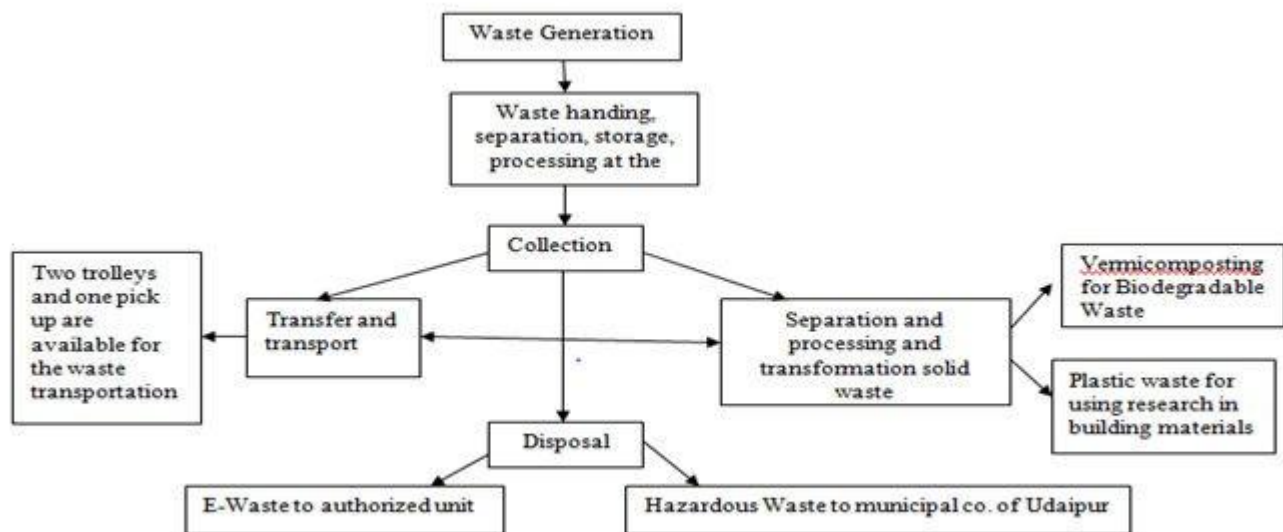 Waste Generation
Waste handing,
separation, storage,
processing at the
Collection
Two trolleys
and one pick
up are
available for
the waste
transportation
Transfer and
transport
Separation and
processing and
transformation solid
waste
Vermicomposting
for Biodegradable
Waste
Plastic waste for
using research in
building materials
Disposal
E-Waste to authorized unit
Hazardous Waste to municipal co. of Udaipur